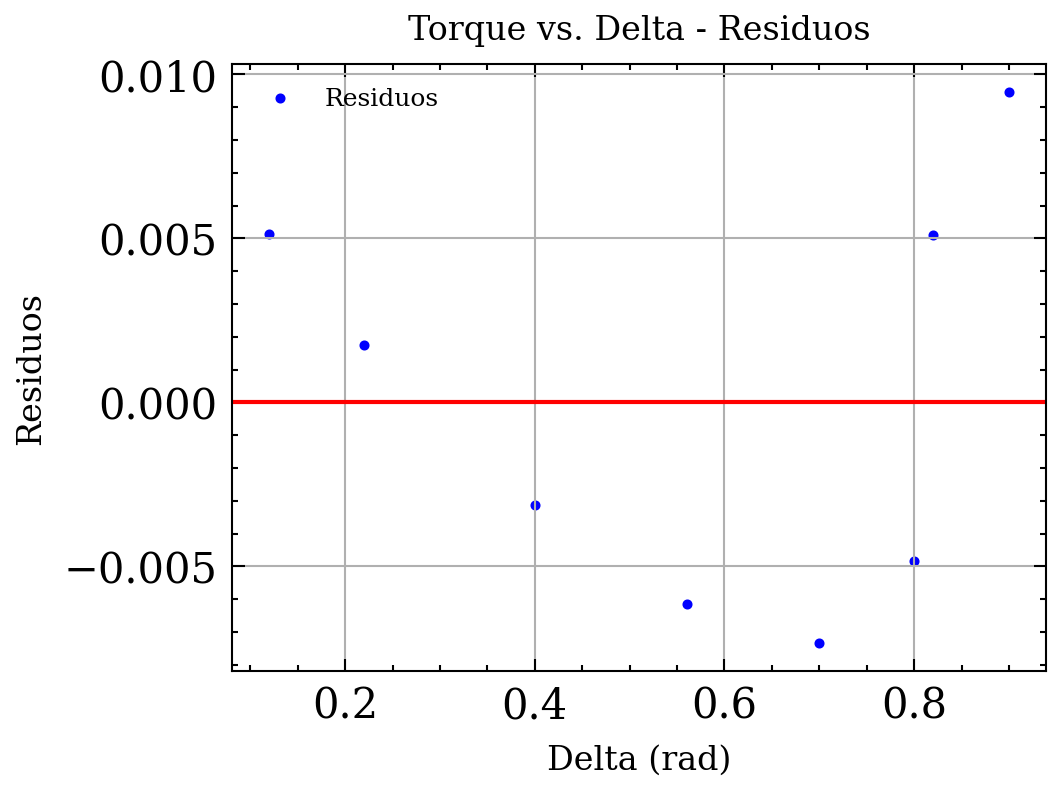 Torque vs. Delta - Residuos
0.010
Residuos
0.005
0.000
−0.005
Residuos
0.2 0.4 0.6 0.8
Delta (rad)